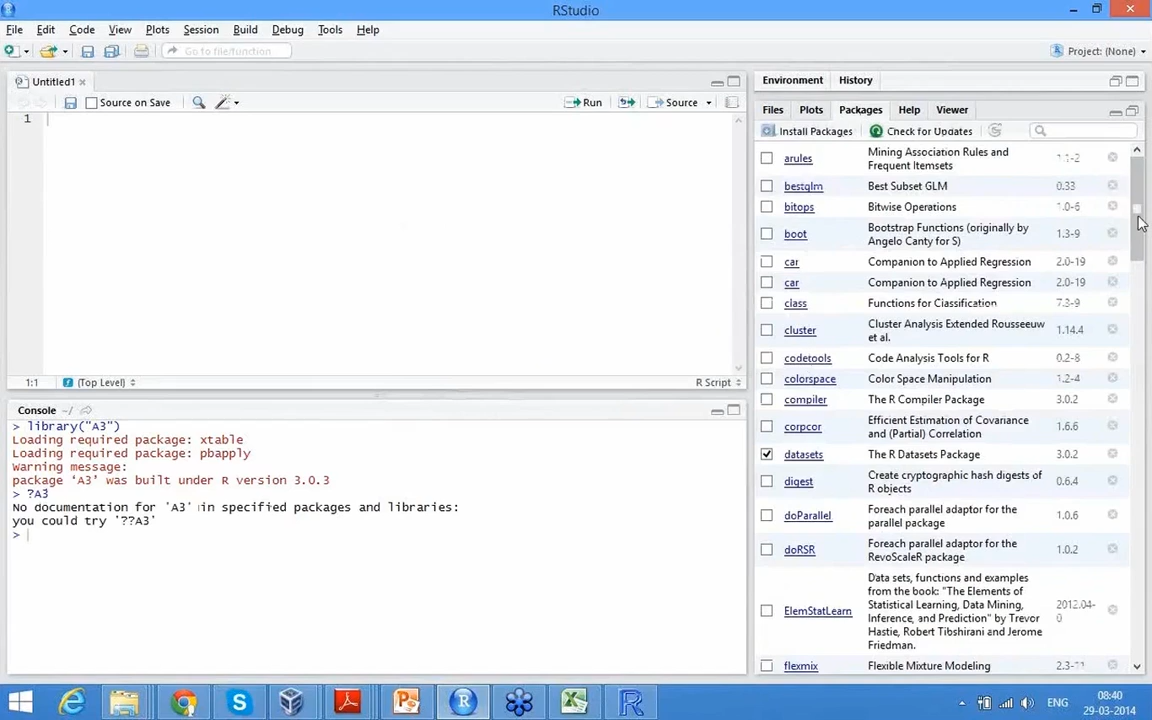 RStudio
File Edit Code View Plots Session Build Debug Tools Help
Go to file/function
Project: (None)
Untitled1
Source on Save
Run
Source
1
1:1
(Top Level)
R Script
Console ~/
> library("A3")
Loading required package: xtable
Loading required package: pbapply
Warning message:
package ‘A3’ was built under R version 3.0.3
> ?A3
No documentation for ‘A3’ in specified packages and libraries:
you could try ‘??A3’
>
Environment History
Files Plots Packages Help Viewer
Install Packages Check for Updates
arules Mining Association Rules and 1.1-2
Frequent Itemsets
bestglm Best Subset GLM 0.33
bitops Bitwise Operations 1.0-6
boot Bootstrap Functions (originally by 1.3-9
Angelo Canty for S)
car Companion to Applied Regression 2.0-19
car Companion to Applied Regression 2.0-19
class Functions for Classification 7.3-9
cluster Cluster Analysis Extended Rousseeuw 1.14.4
et al.
codetools Code Analysis Tools for R 0.2-8
colorspace Color Space Manipulation 1.2-4
compiler The R Compiler Package 3.0.2
corpcor Efficient Estimation of Covariance 1.6.6
and (Partial) Correlation
datasets The R Datasets Package 3.0.2
digest Create cryptographic hash digests of 0.6.4
R objects
doParallel Foreach parallel adaptor for the 1.0.6
parallel package
doRSR Foreach parallel adaptor for the 1.0.2
RevoScaleR package
Data sets, functions and examples
from the book: "The Elements of
Statistical Learning, Data Mining, 2012.04-
ElemStatLearn Inference, and Prediction" by Trevor 0
Hastie, Robert Tibshirani and Jerome
Friedman.
flexmix Flexible Mixture Modeling
ENG
08:40
29-03-2014